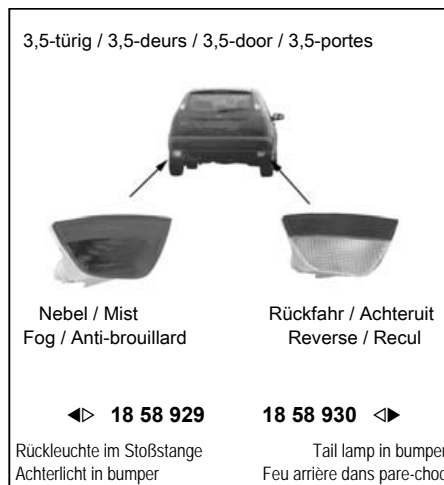 3,5-türig / 3,5-deurs / 3,5-door / 3,5-portes
Nebel / Mist
Fog / Anti-brouillard
Rückfahr / Achteruit
Reverse / Recul
◀▷ 18 58 929
18 58 930 ◁▶
Rückleuchte im Stoßstange
Achterlicht in bumper
Tail lamp in bumper
Feu arrière dans pare-choc